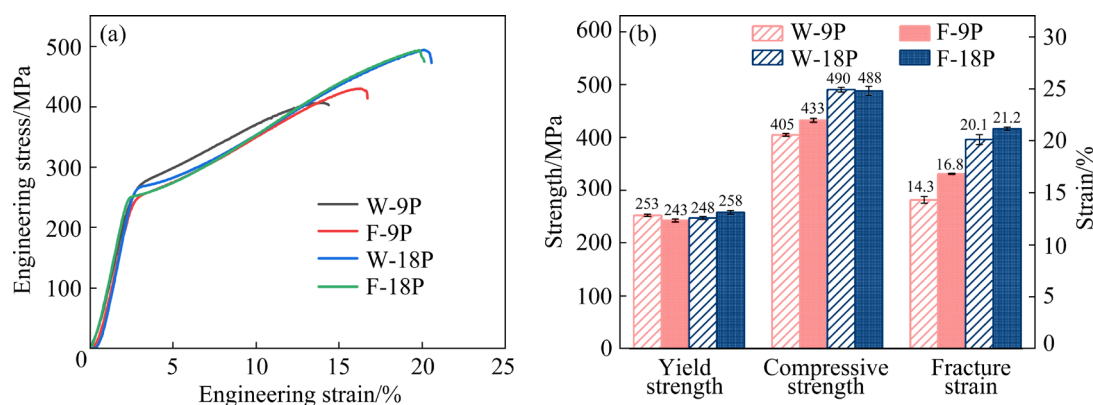 (a)
Engineering stress/MPa
500
400
300
200
100
0
W-9P
F-9P
W-18P
F-18P
5
10
15
20
25
Engineering strain/%
(b)
Strength/MPa
600
500
400
300
200
100
0
W-9P
F-9P
W-18P
F-18P
253
243
248
258
405
433
490
488
14.3
16.8
20.1
21.2
Yield
strength
Compressive
strength
Fracture
strain
30
25
20
15
10
5
0
Strain/%